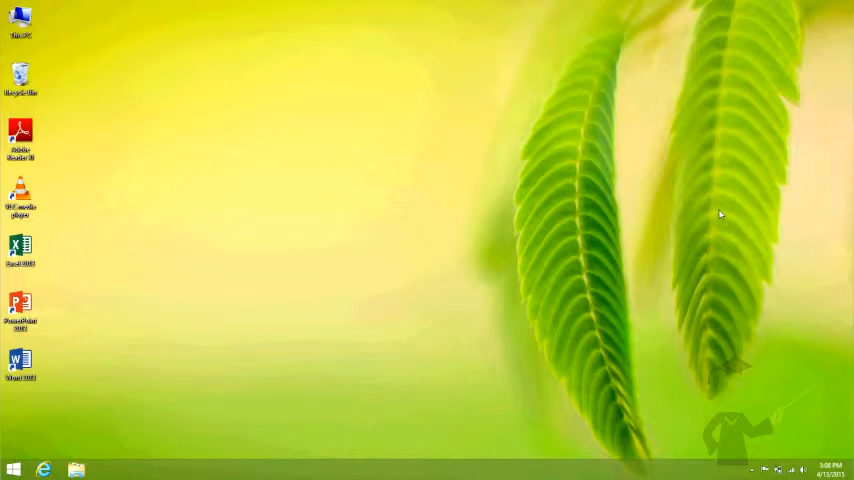 This PC
Recycle Bin
Adobe
Reader XI
VLC media
player
Excel 2013
PowerPoint
2013
Word 2013
3:08 PM
4/13/2015